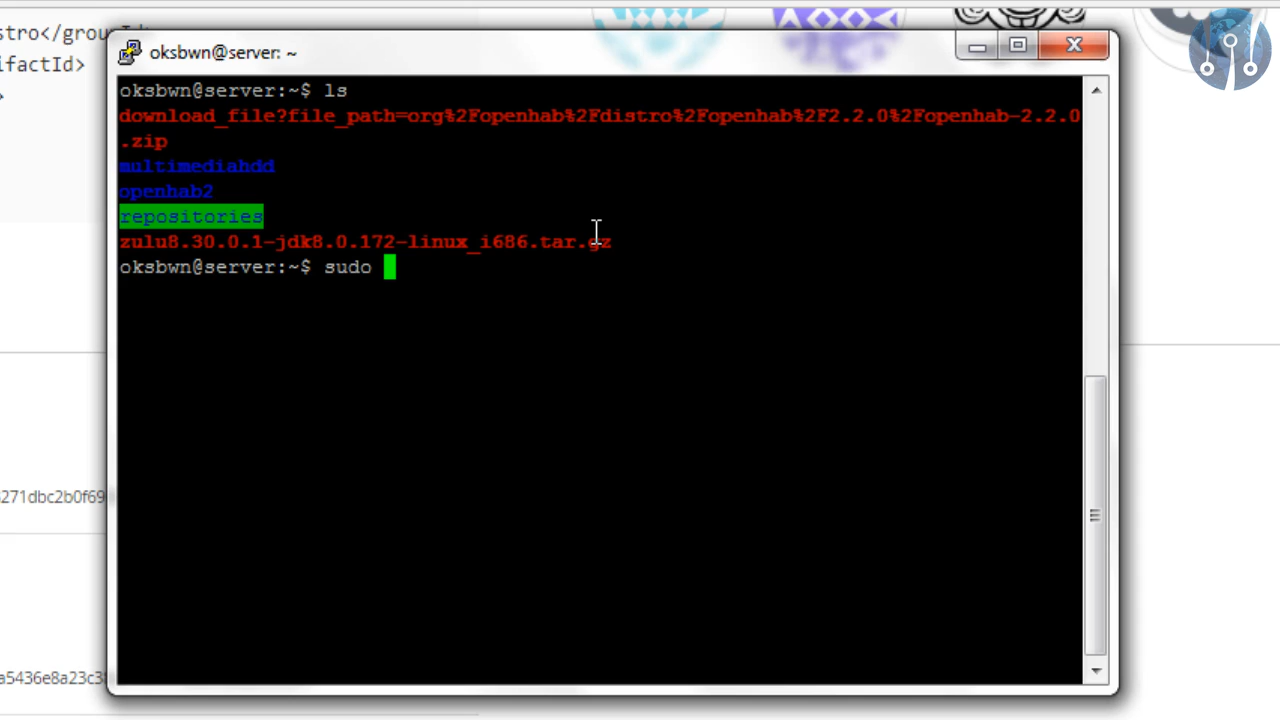 stro</grou
oksbwn@server: ~
ifactId>
>
oksbwn@server:~$ ls
download_file?file_path=org%2Fopenhab%2Fdistro%2Fopenhab%2F2.2.0%2Fopenhab-2.2.0
.zip
multimediahdd
openhab2
repositories
zulu8.30.0.1-jdk8.0.172-linux_i686.tar.gz
oksbwn@server:~$ sudo
271dbc2b0f69
a5436e8a23c3